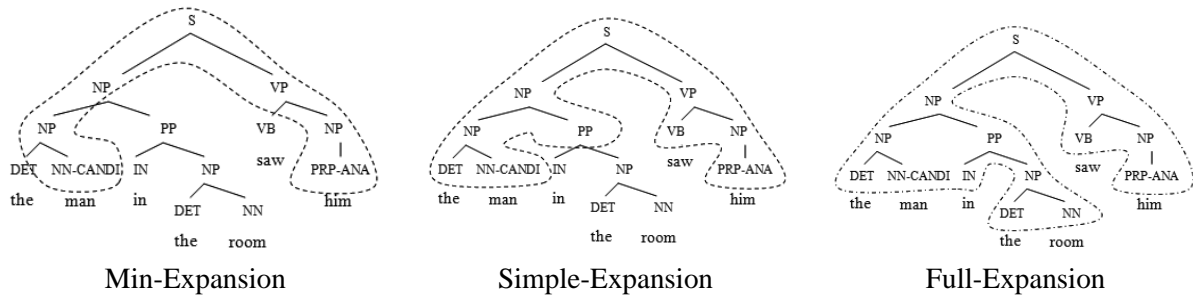 S
NP VP
NP PP VB NP
saw
DET NN-CANDI IN NP PRP-ANA
the man in him
DET NN
the room
Min-Expansion
S
NP VP
NP PP VB NP
saw
DET NN-CANDI IN NP PRP-ANA
the man in him
DET NN
the room
Simple-Expansion
S
NP VP
NP PP VB NP
saw
DET NN-CANDI IN NP PRP-ANA
the man in him
DET NN
the room
Full-Expansion